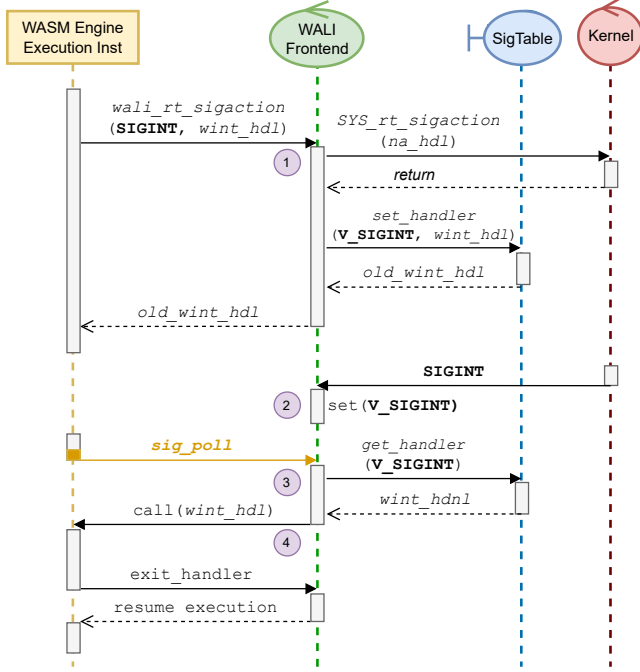 WASM Engine
Execution Inst
WALI
Frontend
SigTable
Kernel
wali_rt_sigaction
(SIGINT, wint_hdl)
SYS_rt_sigaction
(na_hdl)
1
return
set_handler
(V_SIGINT, wint_hdl)
old_wint_hdl
old_wint_hdl
SIGINT
2
set(V_SIGINT)
sig_poll
get_handler
(V_SIGINT)
3
wint_hdnl
call(wint_hdl)
4
exit_handler
resume execution